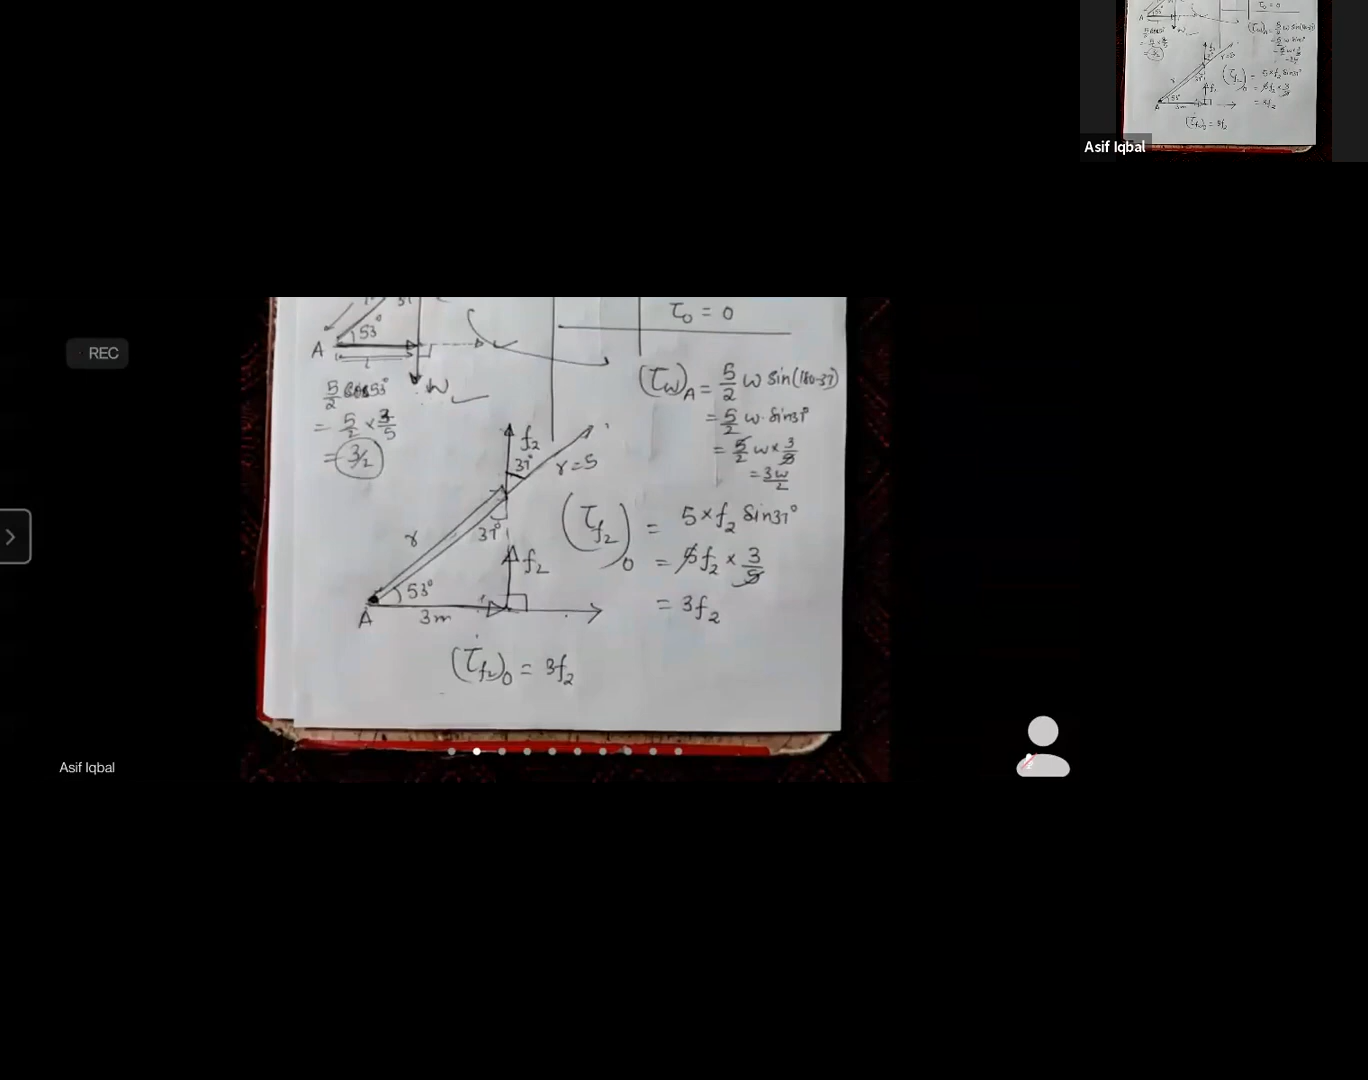 REC
Asif Iqbal
Asif Iqbal
A
53°
W
5/2 cos53°
= 5/2 × 3/5
= 3/2
τ₀ = 0
(τ_w)_A = 5/2 w sin(180-37)
= 5/2 w · sin37°
= 5/2 w × 3/5
= 3w/2
f₂
37°
r=5
r
37°
f₂
53°
A
3m
(τ_f₂)₀ = 5×f₂ sin37°
= 5f₂ × 3/5
= 3f₂
(τ_f₂)₀ = 3f₂